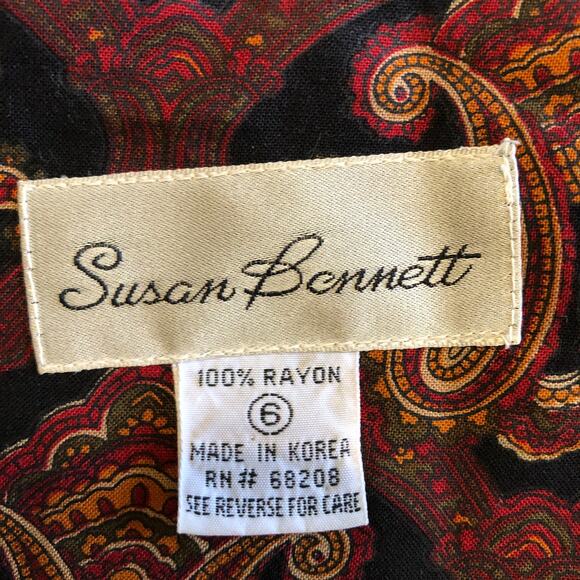 Susan Bennett
100% RAYON
6
MADE IN KOREA
RN# 68208
SEE REVERSE FOR CARE